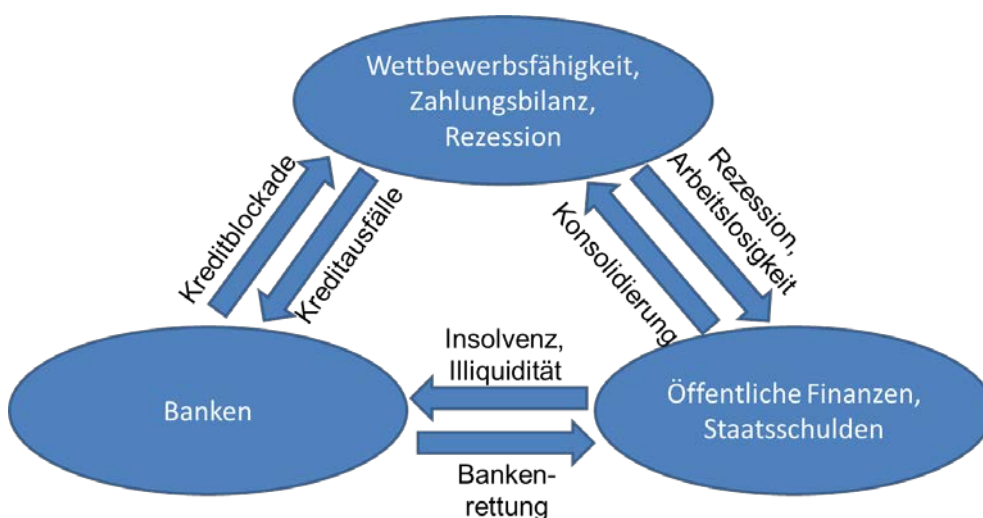 Wettbewerbsfähigkeit,
Zahlungsbilanz,
Rezession
Kreditblockade
Kreditausfälle
Konsolidierung
Rezession,
Arbeitslosigkeit
Insolvenz,
Illiquidität
Banken
Öffentliche Finanzen,
Staatsschulden
Banken-
rettung